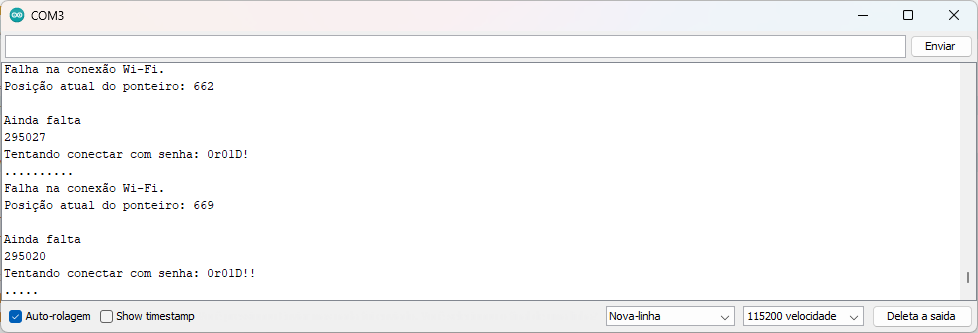 COM3
Enviar
Falha na conexão Wi-Fi.
Posição atual do ponteiro: 662
Ainda falta
295027
Tentando conectar com senha: 0r0lD!
..........
Falha na conexão Wi-Fi.
Posição atual do ponteiro: 669
Ainda falta
295020
Tentando conectar com senha: 0r0lD!!
.....
Auto-rolagem
Show timestamp
Nova-linha
115200 velocidade
Deleta a saida